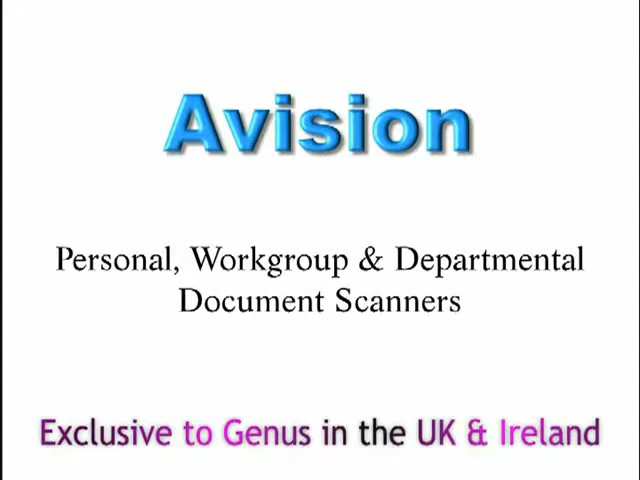 Avision
Personal, Workgroup & Departmental
Document Scanners
Exclusive to Genus in the UK & Ireland